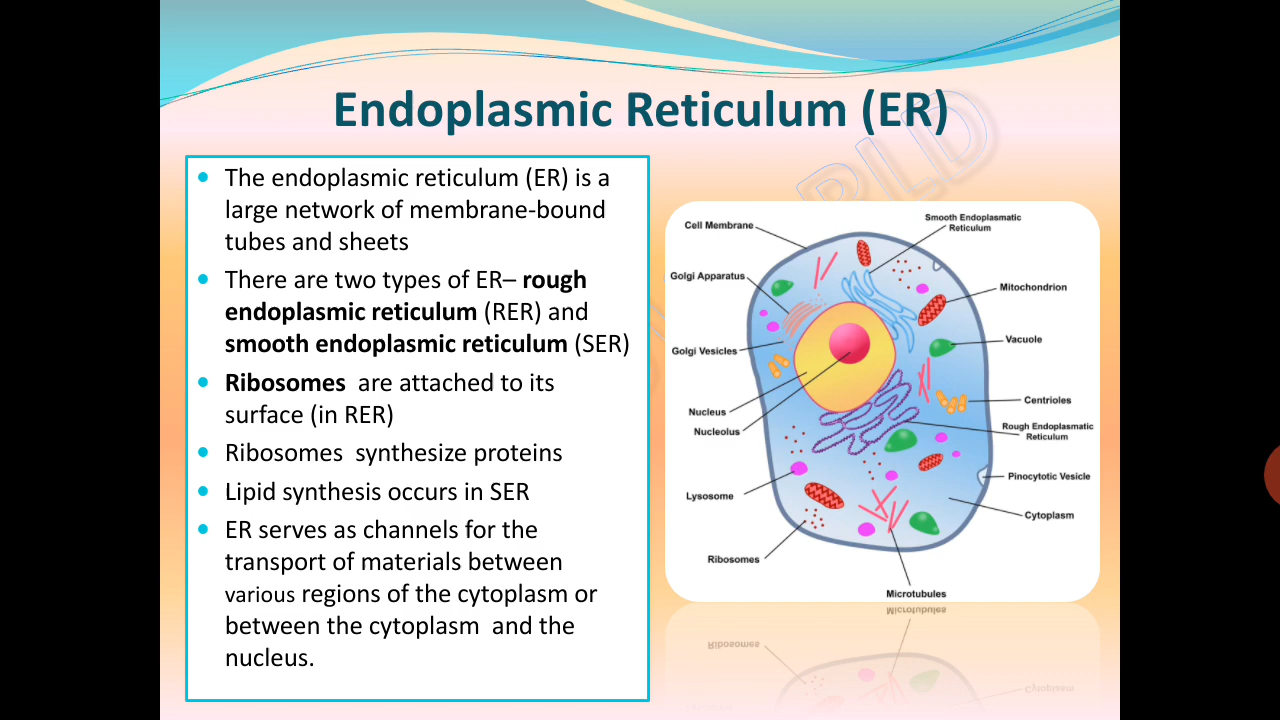 Endoplasmic Reticulum (ER)
The endoplasmic reticulum (ER) is a
large network of membrane-bound
tubes and sheets
There are two types of ER– rough
endoplasmic reticulum (RER) and
smooth endoplasmic reticulum (SER)
Ribosomes are attached to its
surface (in RER)
Ribosomes synthesize proteins
Lipid synthesis occurs in SER
ER serves as channels for the
transport of materials between
various regions of the cytoplasm or
between the cytoplasm and the
nucleus.
Cell Membrane
Smooth Endoplasmatic
Reticulum
Golgi Apparatus
Mitochondrion
Vacuole
Golgi Vesicles
Centrioles
Nucleus
Nucleolus
Rough Endoplasmatic
Reticulum
Pinocytotic Vesicle
Lysosome
Cytoplasm
Ribosomes
Microtubules
Microtubules
Ribosomes
Cytoplasm